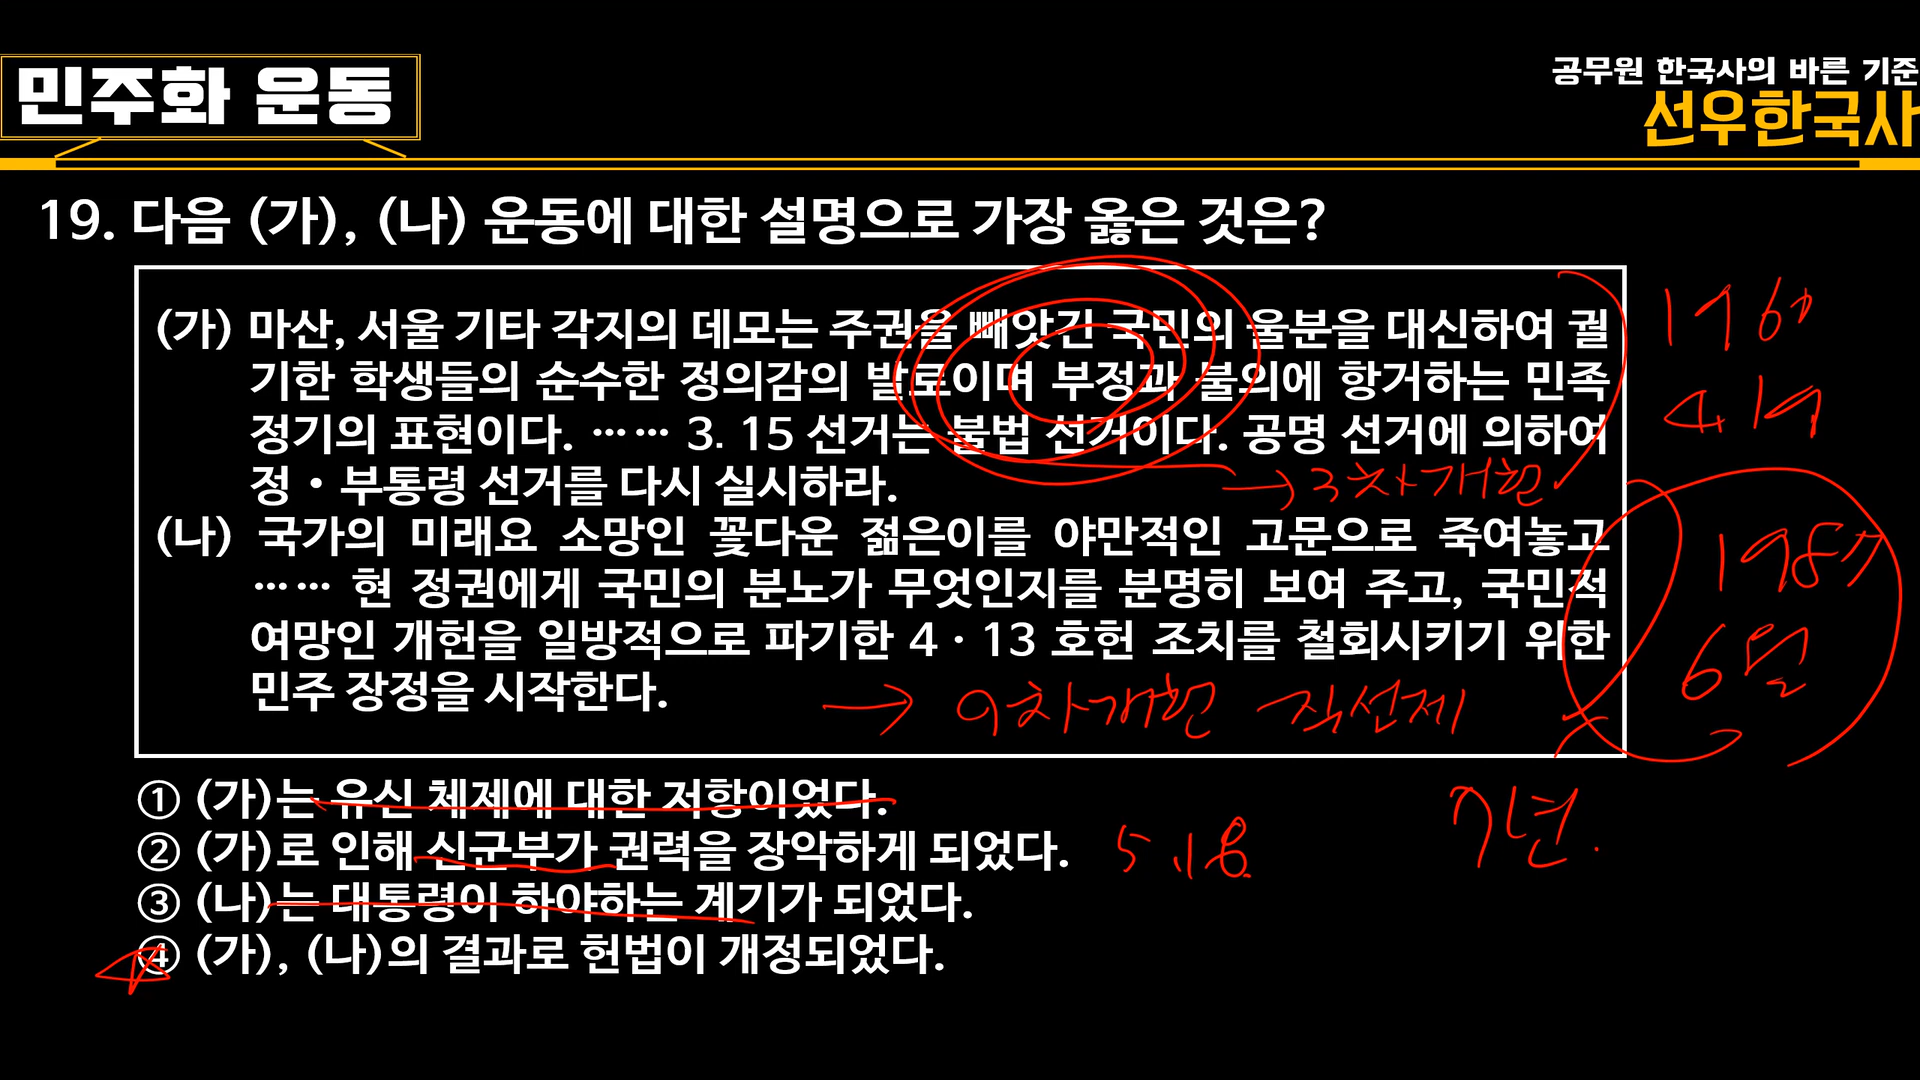 민주화 운동
공무원 한국사의 바른 기준
선우한국사
19. 다음 (가), (나) 운동에 대한 설명으로 가장 옳은 것은?
(가) 마산, 서울 기타 각지의 데모는 주권을 빼앗긴 국민의 울분을 대신하여 궐
기한 학생들의 순수한 정의감의 발로이며 부정과 불의에 항거하는 민족
정기의 표현이다. …… 3. 15 선거는 불법 선거이다. 공명 선거에 의하여
정·부통령 선거를 다시 실시하라.
→ 3차개헌
1960
4.19
(나) 국가의 미래요 소망인 꽃다운 젊은이를 야만적인 고문으로 죽여놓고
…… 현 정권에게 국민의 분노가 무엇인지를 분명히 보여 주고, 국민적
여망인 개헌을 일방적으로 파기한 4·13 호헌 조치를 철회시키기 위한
민주 장정을 시작한다.
→ 9차개헌 직선제
1987
6월
① (가)는 유신 체제에 대한 저항이었다.
② (가)로 인해 신군부가 권력을 장악하게 되었다.
5.18
③ (나)는 대통령이 하야하는 계기가 되었다.
④ (가), (나)의 결과로 헌법이 개정되었다.